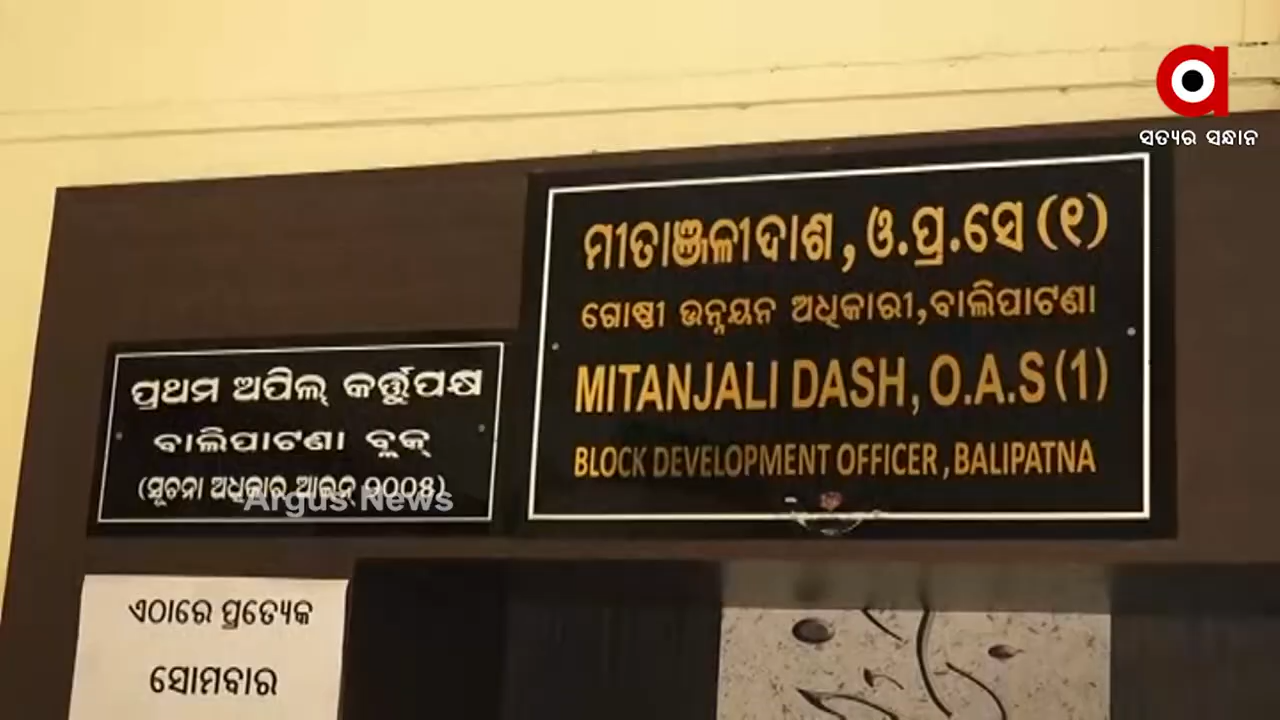 ସତ୍ୟର ସନ୍ଧାନ
ମୀତାଞ୍ଜଳୀଦାଶ, ଓ.ପ୍ର.ସେ (୧)
ଗୋଷ୍ଠୀ ଉନ୍ନୟନ ଅଧିକାରୀ,ବାଲିପାଟଣା
MITANJALI DASH, O.A.S (1)
BLOCK DEVELOPMENT OFFICER, BALIPATNA
ପ୍ରଥମ ଅପିଲ୍ କର୍ତ୍ତୁପକ୍ଷ
ବାଲିପାଟଣା ବ୍ଲକ୍
(ସୂଚନା ଅଧିକାର ଆଇନ୍ ୨୦୦୫)
Argus News
ଏଠାରେ ପ୍ରତ୍ୟେକ
ସୋମବାର